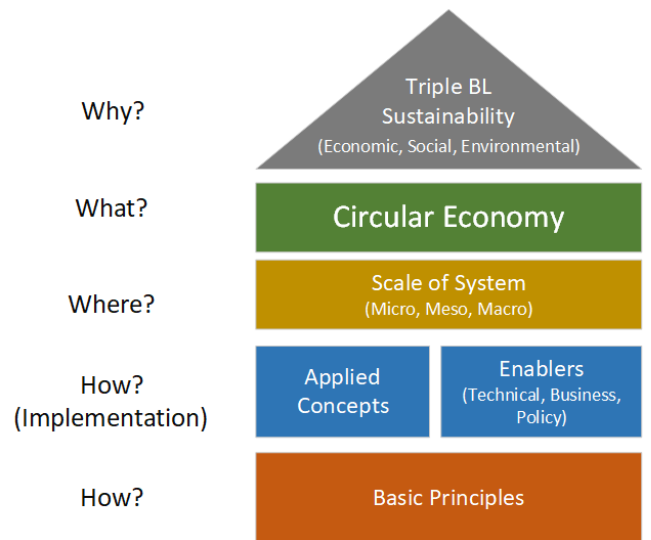 Why?
Triple BL
Sustainability
(Economic, Social, Environmental)
What?
Circular Economy
Where?
Scale of System
(Micro, Meso, Macro)
How?
(Implementation)
Applied
Concepts
Enablers
(Technical, Business,
Policy)
How?
Basic Principles